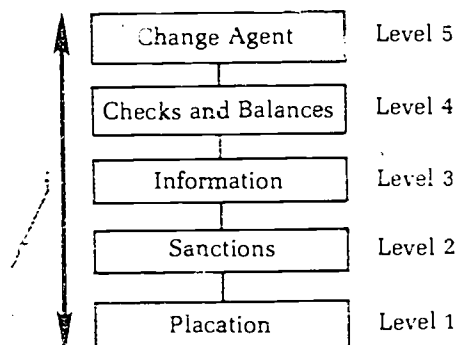 Change Agent Level 5
Checks and Balances Level 4
Information Level 3
Sanctions Level 2
Placation Level 1